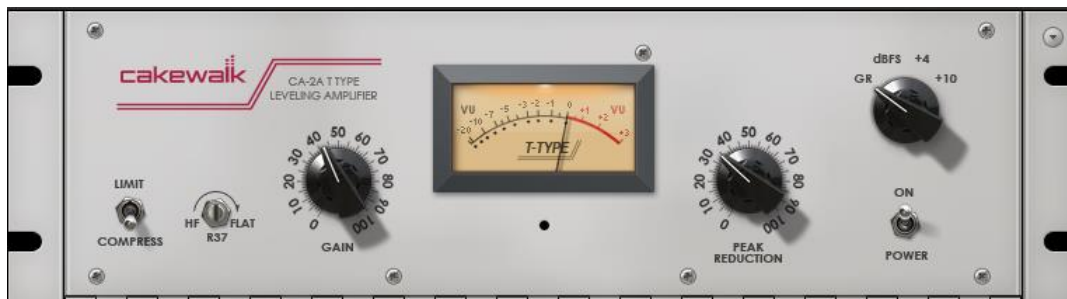 cakewalk
CA-2A T TYPE
LEVELING AMPLIFIER
LIMIT
COMPRESS
HF FLAT
R37
0 10 20 30 40 50 60 70 80 90 100
GAIN
VU -20 -10 -7 -5 -3 -2 -1 0 +1 +2 +3 VU
T-TYPE
0 10 20 30 40 50 60 70 80 90 100
PEAK
REDUCTION
GR dBFS +4 +10
ON
POWER